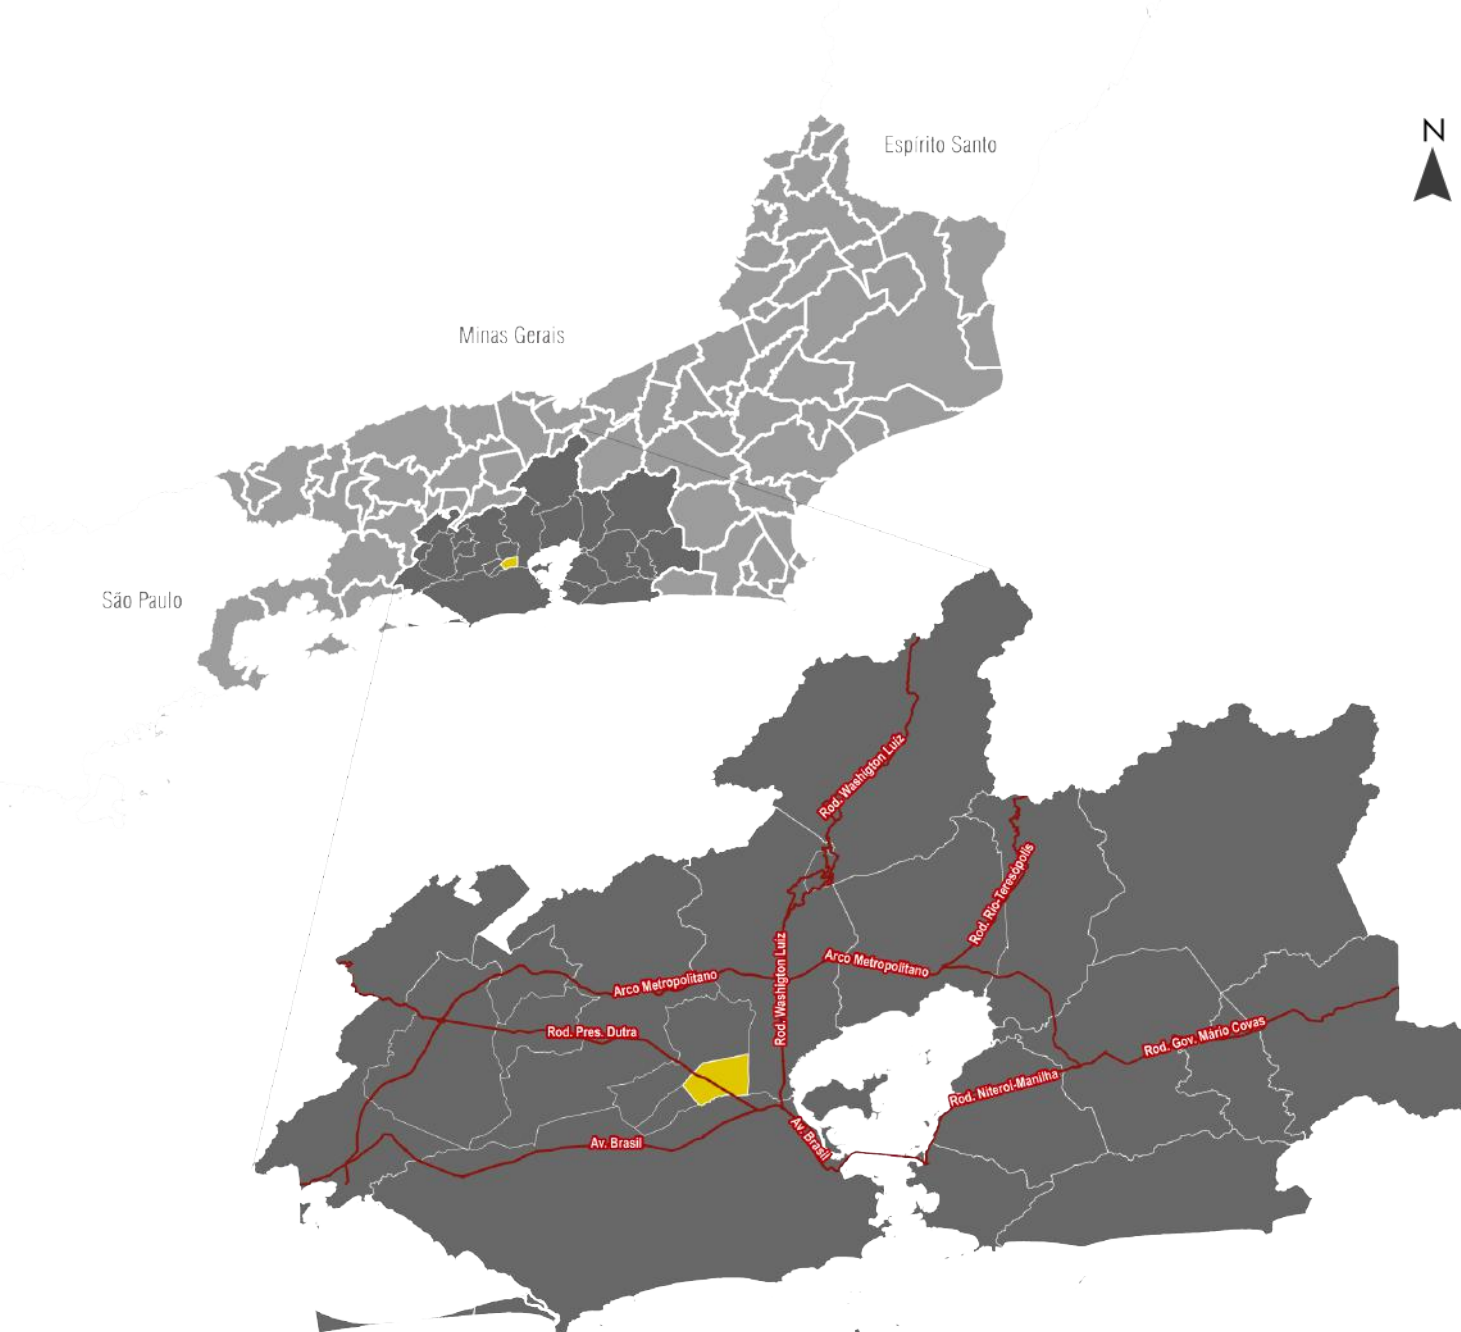 N
Espírito Santo
Minas Gerais
São Paulo
Rod. Washigton Luiz
Rod. Rio-Teresópolis
Rod. Washigton Luiz
Arco Metropolitano
Arco Metropolitano
Rod. Pres. Dutra
Rod. Gov. Mário Covas
Rod. Niteroi-Manilha
Av. Brasil
Av. Brasil